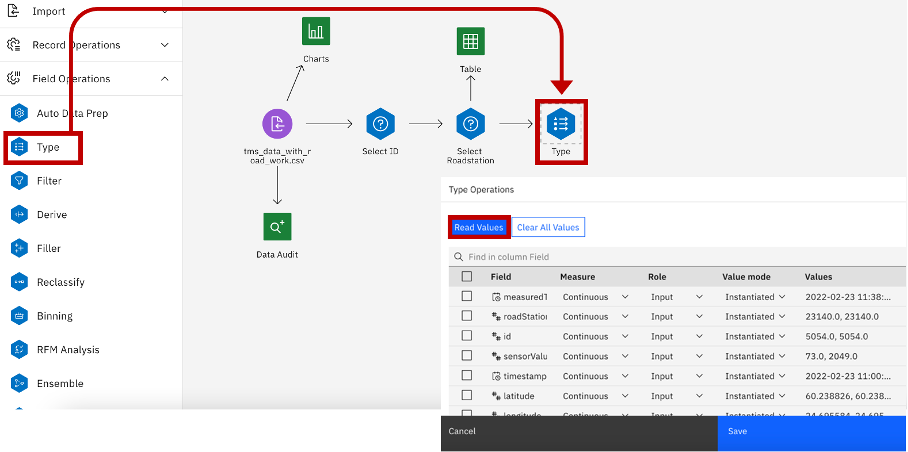 Import
Record Operations
Field Operations
Auto Data Prep
Type
Filter
Derive
Filler
Reclassify
Binning
RFM Analysis
Ensemble
Charts
Table
tms_data_with_r
oad_work.csv
Select ID
Select
Roadstation
Type
Data Audit
Type Operations
Read Values Clear All Values
Find in column Field
Field Measure Role Value mode Values
measuredT Continuous Input Instantiated 2022-02-23 11:38:...
roadStation Continuous Input Instantiated 23140.0, 23140.0
id Continuous Input Instantiated 5054.0, 5054.0
sensorValu Continuous Input Instantiated 73.0, 2049.0
timestamp Continuous Input Instantiated 2022-02-23 11:00:...
latitude Continuous Input Instantiated 60.238826, 60.238...
longitude Continuous Input Instantiated 24.695584, 24.695...
Cancel Save